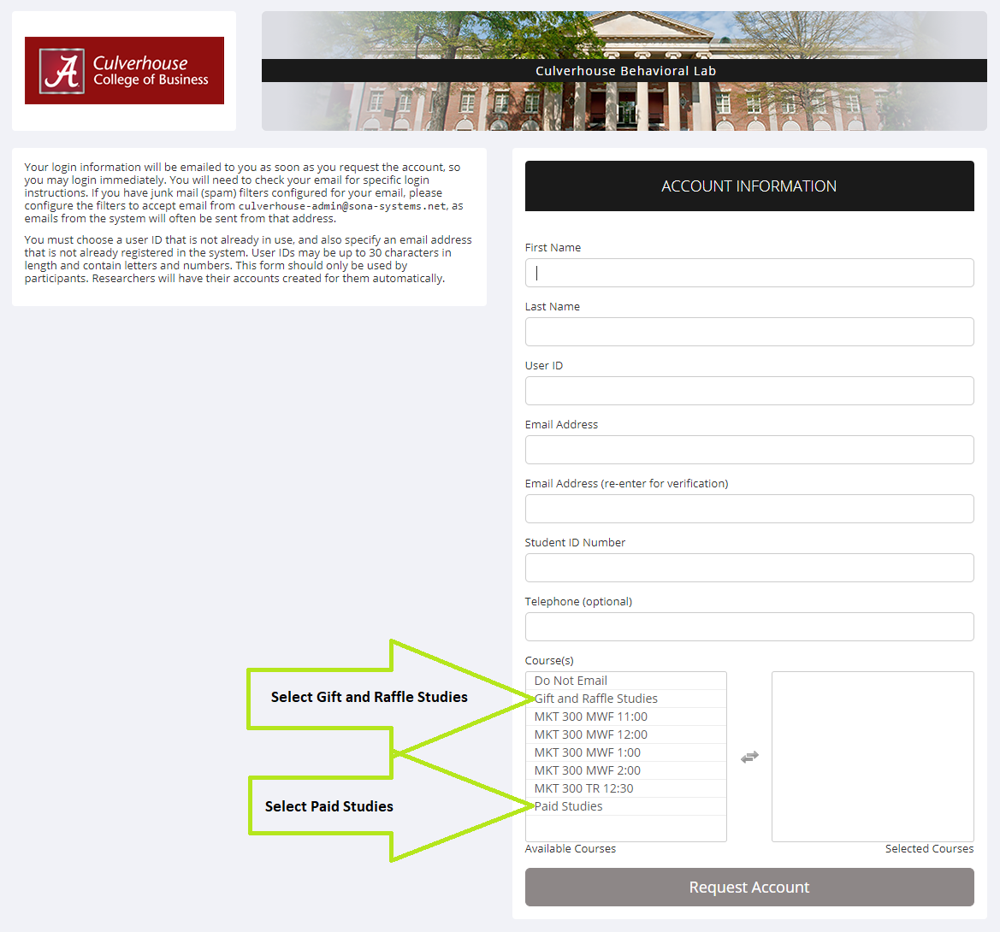 A
Culverhouse
College of Business
Culverhouse Behavioral Lab
Your login information will be emailed to you as soon as you request the account, so
you may login immediately. You will need to check your email for specific login
instructions. If you have junk mail (spam) filters configured for your email, please
configure the filters to accept email from culverhouse-admin@sona-systems.net, as
emails from the system will often be sent from that address.
You must choose a user ID that is not already in use, and also specify an email address
that is not already registered in the system. User IDs may be up to 30 characters in
length and contain letters and numbers. This form should only be used by
participants. Researchers will have their accounts created for them automatically.
ACCOUNT INFORMATION
First Name
Last Name
User ID
Email Address
Email Address (re-enter for verification)
Student ID Number
Telephone (optional)
Course(s)
Do Not Email
Select Gift and Raffle Studies
Gift and Raffle Studies
MKT 300 MWF 11:00
MKT 300 MWF 12:00
MKT 300 MWF 1:00
MKT 300 MWF 2:00
MKT 300 TR 12:30
Select Paid Studies
Paid Studies
Available Courses
Selected Courses
Request Account